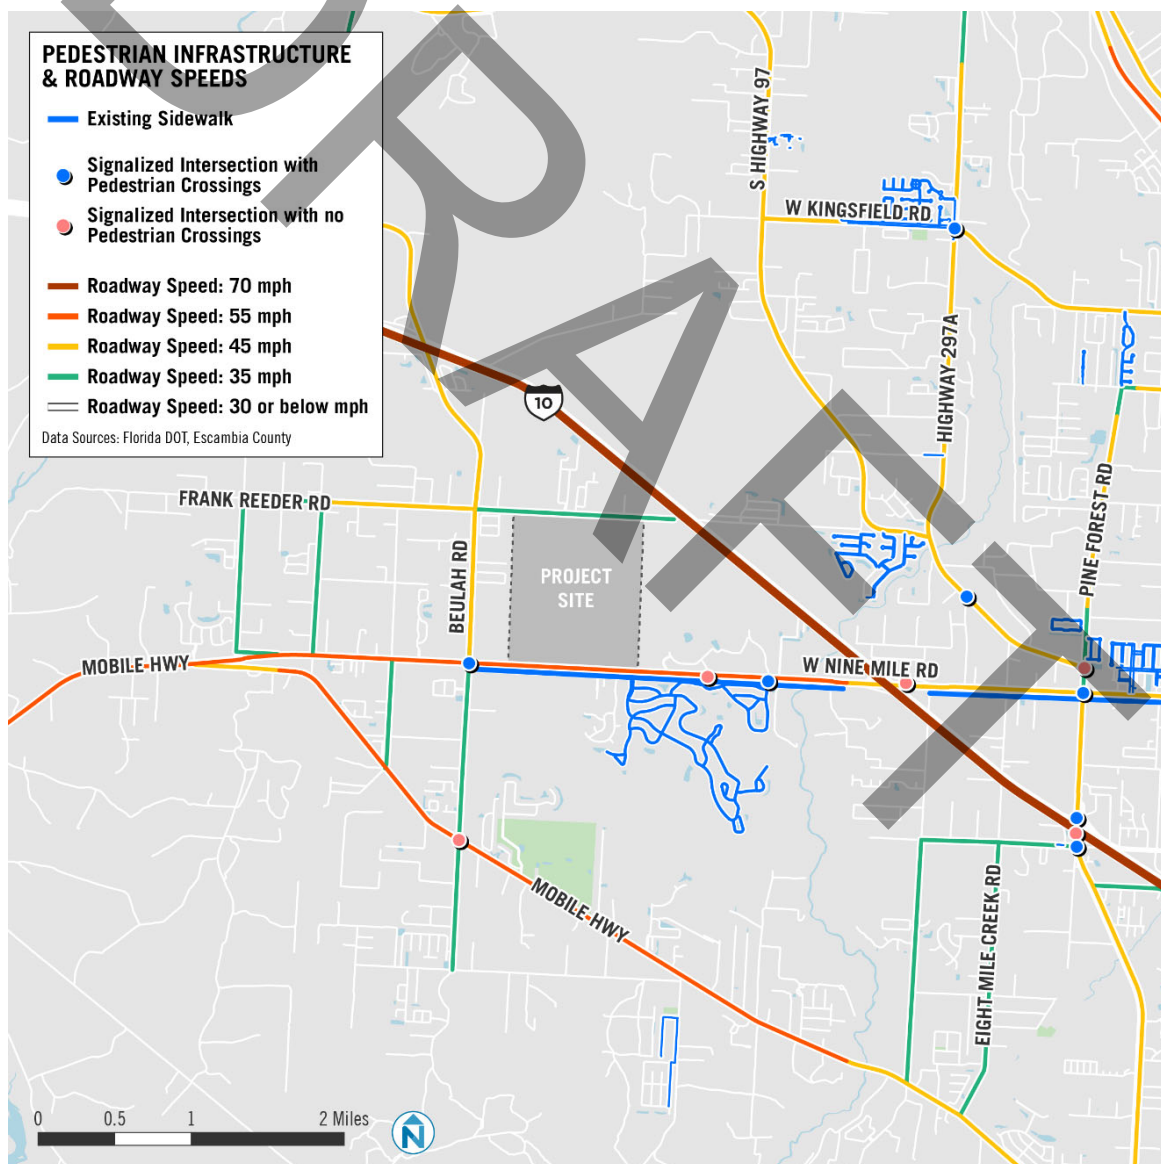 PEDESTRIAN INFRASTRUCTURE
& ROADWAY SPEEDS
Existing Sidewalk
Signalized Intersection with
Pedestrian Crossings
Signalized Intersection with no
Pedestrian Crossings
Roadway Speed: 70 mph
Roadway Speed: 55 mph
Roadway Speed: 45 mph
Roadway Speed: 35 mph
Roadway Speed: 30 or below mph
Data Sources: Florida DOT, Escambia County
DRAFT
S HIGHWAY 97
W KINGSFIELD RD
HIGHWAY 297A
10
PINE FOREST RD
FRANK REEDER RD
BEULAH RD
PROJECT
SITE
MOBILE HWY
W NINE MILE RD
MOBILE HWY
EIGHT MILE CREEK RD
0 0.5 1 2 Miles
N